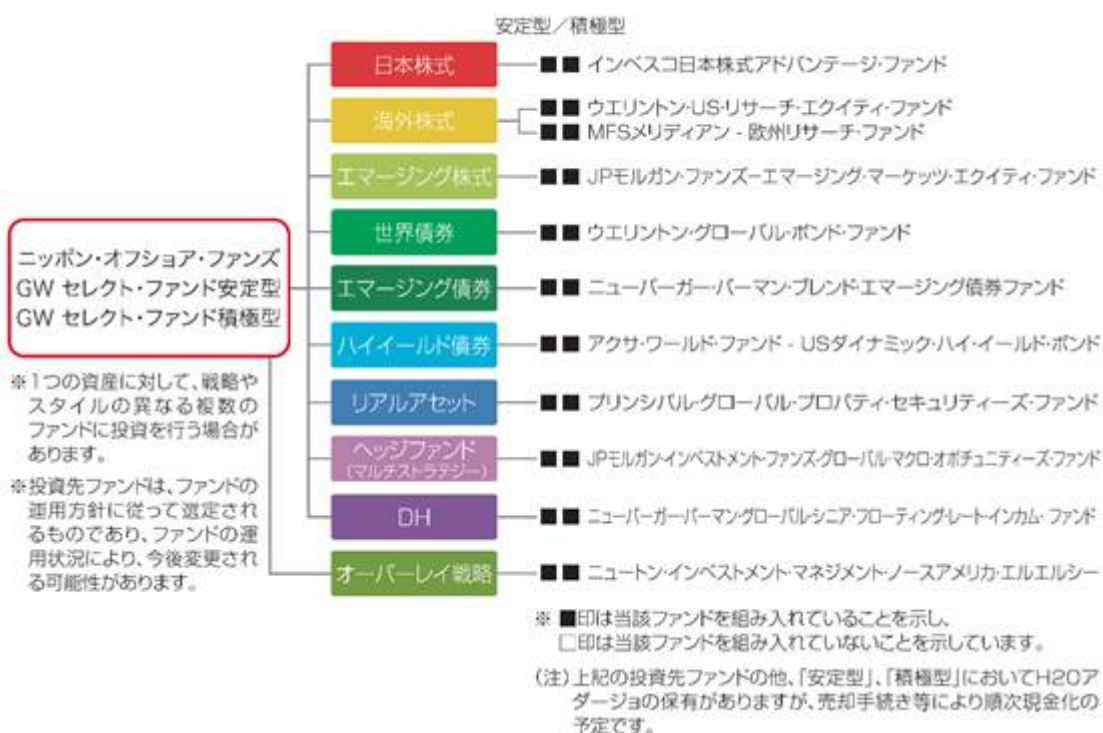 安定型／積極型
日本株式
■■ インベスコ日本株式アドバンテージ・ファンド
海外株式
■■ ウエリントン・US・リサーチ・エクイティ・ファンド
■■ MFSメリディアン - 欧州リサーチ・ファンド
エマージング株式
■■ JPモルガン・ファンズ-エマージング・マーケッツ・エクイティ・ファンド
世界債券
■■ ウエリントン・グローバル・ボンド・ファンド
エマージング債券
■■ ニューバーガー・バーマン・ブレンド・エマージング債券ファンド
ハイイールド債券
■■ アクサ・ワールド・ファンド - USダイナミック・ハイ・イールド・ボンド
リアルアセット
■■ プリンシパル・グローバル・プロパティ・セキュリティーズ・ファンド
ヘッジファンド
（マルチストラテジー）
■■ JPモルガン・インベストメント・ファンズ・グローバル・マクロ・オポチュニティーズ・ファンド
DH
■■ ニューバーガー・バーマン・グローバル・シニア・フローティング・レート・インカム・ファンド
オーバーレイ戦略
■■ ニュートン・インベストメント・マネジメント・ノースアメリカ・エルエルシー
ニッポン・オフショア・ファンズ
GW セレクト・ファンド安定型
GW セレクト・ファンド積極型
※1つの資産に対して、戦略や
スタイルの異なる複数の
ファンドに投資を行う場合が
あります。
※投資先ファンドは、ファンドの
運用方針に従って選定され
るものであり、ファンドの運
用状況により、今後変更され
る可能性があります。
※ ■印は当該ファンドを組み入れていることを示し、
□印は当該ファンドを組み入れていないことを示しています。
（注）上記の投資先ファンドの他、「安定型」、「積極型」においてH2Oア
ダージョの保有がありますが、売却手続き等により順次現金化の
予定です。